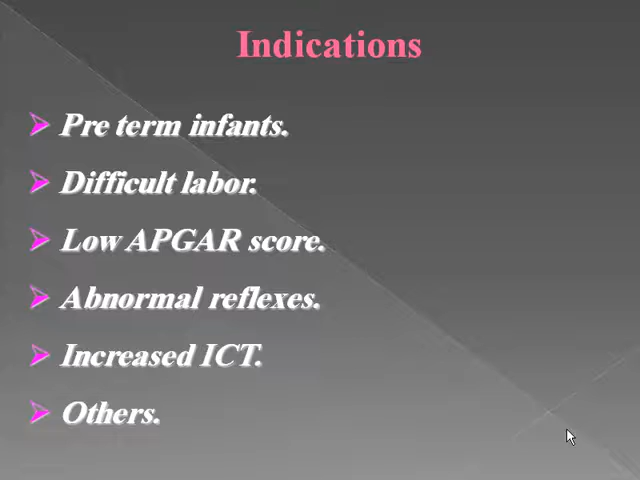 Indications
Pre term infants.
Difficult labor.
Low APGAR score.
Abnormal reflexes.
Increased ICT.
Others.